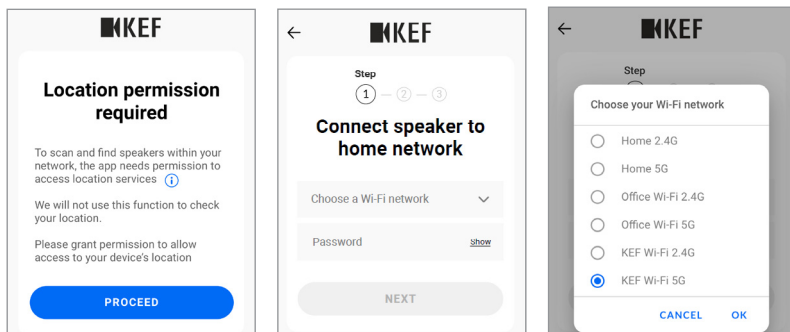 KEF
Location permission
required
To scan and find speakers within your
network, the app needs permission to
access location services
We will not use this function to check
your location.
Please grant permission to allow
access to your device's location
PROCEED
KEF
Step
1 – 2 – 3
Connect speaker to
home network
Choose a Wi-Fi network
Password Show
NEXT
KEF
Step
Choose your Wi-Fi network
Home 2.4G
Home 5G
Office Wi-Fi 2.4G
Office Wi-Fi 5G
KEF Wi-Fi 2.4G
KEF Wi-Fi 5G
CANCEL OK